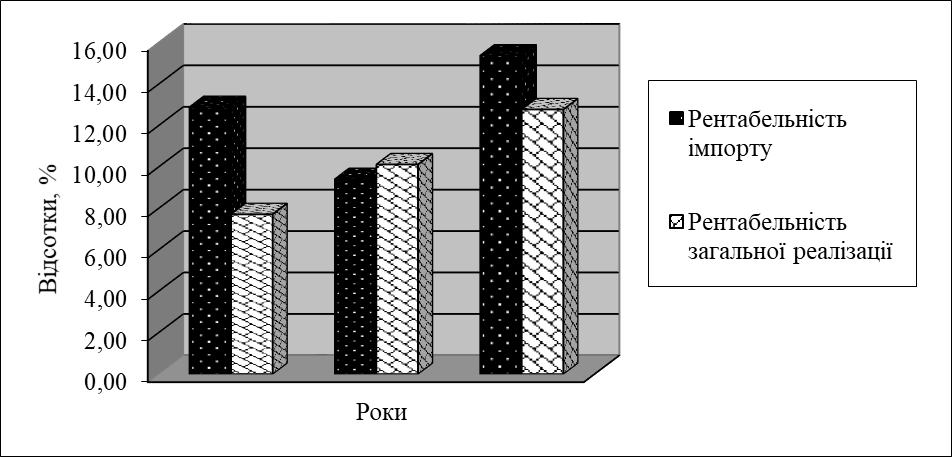 16,00
14,00
12,00
10,00
8,00
6,00
4,00
2,00
0,00
Відсотки, %
Роки
Рентабельність
імпорту
Рентабельність
загальної реалізації